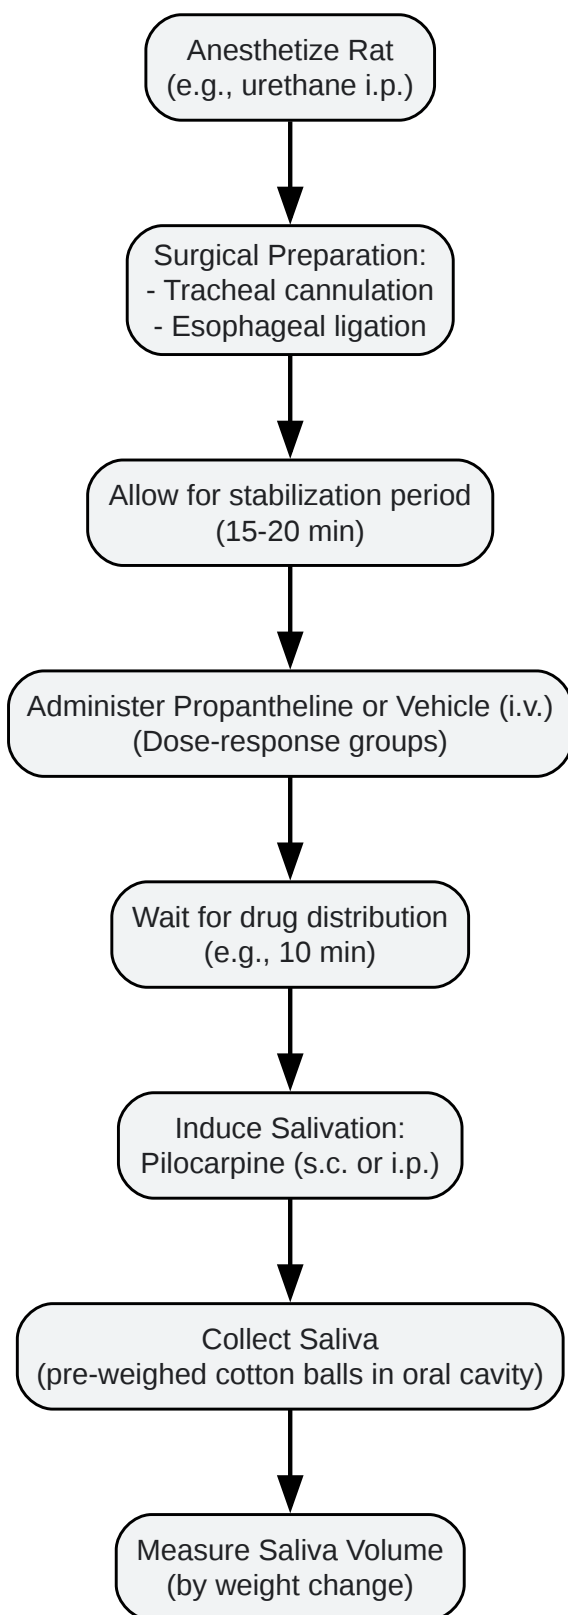 Anesthetize Rat
(e.g., urethane i.p.)
Surgical Preparation:
- Tracheal cannulation
- Esophageal ligation
Allow for stabilization period
(15-20 min)
Administer Propantheline or Vehicle (i.v.)
(Dose-response groups)
Wait for drug distribution
(e.g., 10 min)
Induce Salivation:
Pilocarpine (s.c. or i.p.)
Collect Saliva
(pre-weighed cotton balls in oral cavity)
Measure Saliva Volume
(by weight change)